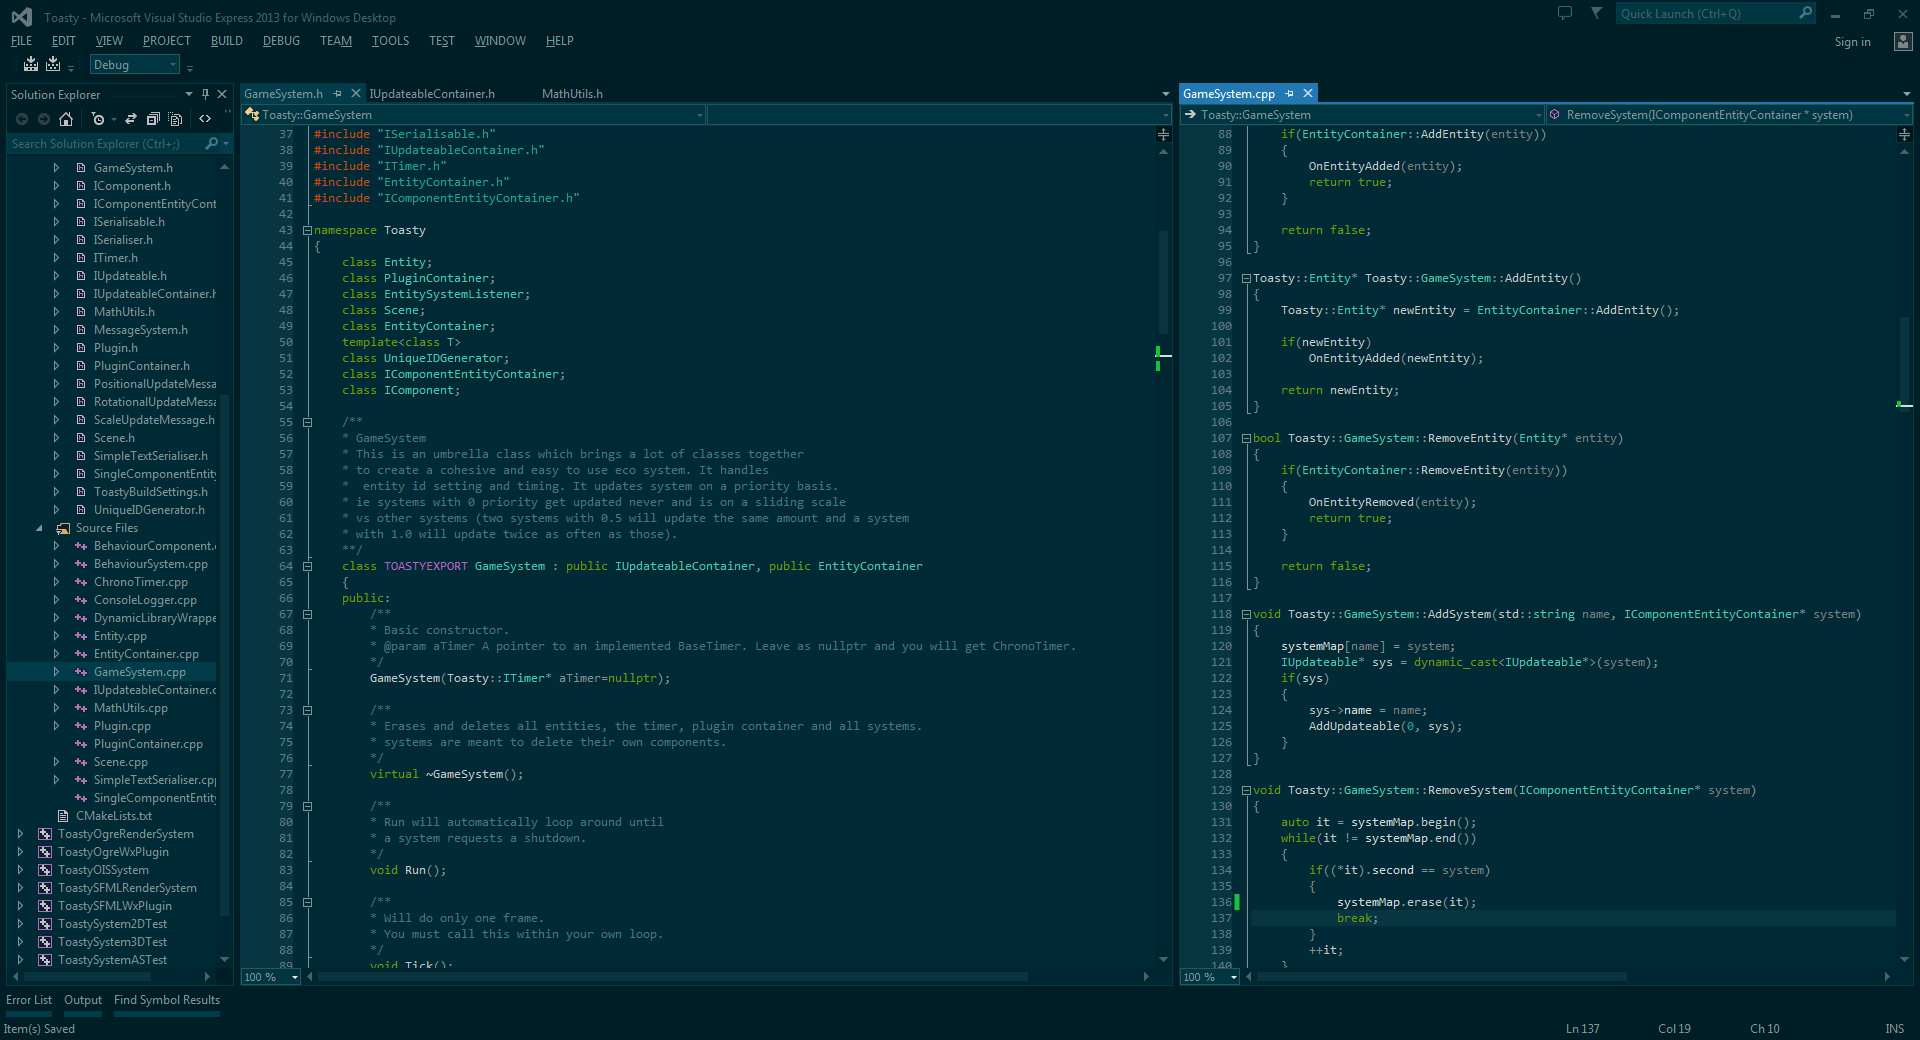 Toasty - Microsoft Visual Studio Express 2013 for Windows Desktop
Quick Launch (Ctrl+Q)
FILE EDIT VIEW PROJECT BUILD DEBUG TEAM TOOLS TEST WINDOW HELP
Sign in
Debug
Solution Explorer
Search Solution Explorer (Ctrl+;)
GameSystem.h
IComponent.h
IComponentEntityCont
ISerialisable.h
ISerialiser.h
ITimer.h
IUpdateable.h
IUpdateableContainer.h
MathUtils.h
MessageSystem.h
Plugin.h
PluginContainer.h
PositionalUpdateMessa
RotationalUpdateMessa
ScaleUpdateMessage.h
Scene.h
SimpleTextSerialiser.h
SingleComponentEntity
ToastyBuildSettings.h
UniqueIDGenerator.h
Source Files
BehaviourComponent.
BehaviourSystem.cpp
ChronoTimer.cpp
ConsoleLogger.cpp
DynamicLibraryWrappe
Entity.cpp
EntityContainer.cpp
GameSystem.cpp
IUpdateableContainer.c
MathUtils.cpp
Plugin.cpp
PluginContainer.cpp
Scene.cpp
SimpleTextSerialiser.cpp
SingleComponentEntity
CMakeLists.txt
ToastyOgreRenderSystem
ToastyOgreWxPlugin
ToastyOISSystem
ToastySFMLRenderSystem
ToastySFMLWxPlugin
ToastySystem2DTest
ToastySystem3DTest
ToastySystemASTest
GameSystem.h IUpdateableContainer.h MathUtils.h
Toasty::GameSystem
37 #include "ISerialisable.h"
38 #include "IUpdateableContainer.h"
39 #include "ITimer.h"
40 #include "EntityContainer.h"
41 #include "IComponentEntityContainer.h"
42
43 namespace Toasty
44 {
45 class Entity;
46 class PluginContainer;
47 class EntitySystemListener;
48 class Scene;
49 class EntityContainer;
50 template<class T>
51 class UniqueIDGenerator;
52 class IComponentEntityContainer;
53 class IComponent;
54
55 /**
56 * GameSystem
57 * This is an umbrella class which brings a lot of classes together
58 * to create a cohesive and easy to use eco system. It handles
59 * entity id setting and timing. It updates system on a priority basis.
60 * ie systems with 0 priority get updated never and is on a sliding scale
61 * vs other systems (two systems with 0.5 will update the same amount and a system
62 * with 1.0 will update twice as often as those).
63 **/
64 class TOASTYEXPORT GameSystem : public IUpdateableContainer, public EntityContainer
65 {
66 public:
67 /**
68 * Basic constructor.
69 * @param aTimer A pointer to an implemented BaseTimer. Leave as nullptr and you will get ChronoTimer.
70 */
71 GameSystem(Toasty::ITimer* aTimer=nullptr);
72
73 /**
74 * Erases and deletes all entities, the timer, plugin container and all systems.
75 * systems are meant to delete their own components.
76 */
77 virtual ~GameSystem();
78
79 /**
80 * Run will automatically loop around until
81 * a system requests a shutdown.
82 */
83 void Run();
84
85 /**
86 * Will do only one frame.
87 * You must call this within your own loop.
88 */
89 void Tick();
100 %
GameSystem.cpp
Toasty::GameSystem RemoveSystem(IComponentEntityContainer * system)
88 if(EntityContainer::AddEntity(entity))
89 {
90 OnEntityAdded(entity);
91 return true;
92 }
93
94 return false;
95 }
96
97 Toasty::Entity* Toasty::GameSystem::AddEntity()
98 {
99 Toasty::Entity* newEntity = EntityContainer::AddEntity();
100
101 if(newEntity)
102 OnEntityAdded(newEntity);
103
104 return newEntity;
105 }
106
107 bool Toasty::GameSystem::RemoveEntity(Entity* entity)
108 {
109 if(EntityContainer::RemoveEntity(entity))
110 {
111 OnEntityRemoved(entity);
112 return true;
113 }
114
115 return false;
116 }
117
118 void Toasty::GameSystem::AddSystem(std::string name, IComponentEntityContainer* system)
119 {
120 systemMap[name] = system;
121 IUpdateable* sys = dynamic_cast<IUpdateable*>(system);
122 if(sys)
123 {
124 sys->name = name;
125 AddUpdateable(0, sys);
126 }
127 }
128
129 void Toasty::GameSystem::RemoveSystem(IComponentEntityContainer* system)
130 {
131 auto it = systemMap.begin();
132 while(it != systemMap.end())
133 {
134 if((*it).second == system)
135 {
136 systemMap.erase(it);
137 break;
138 }
139 ++it;
140 }
100 %
Error List Output Find Symbol Results
Item(s) Saved
Ln 137 Col 19 Ch 10 INS